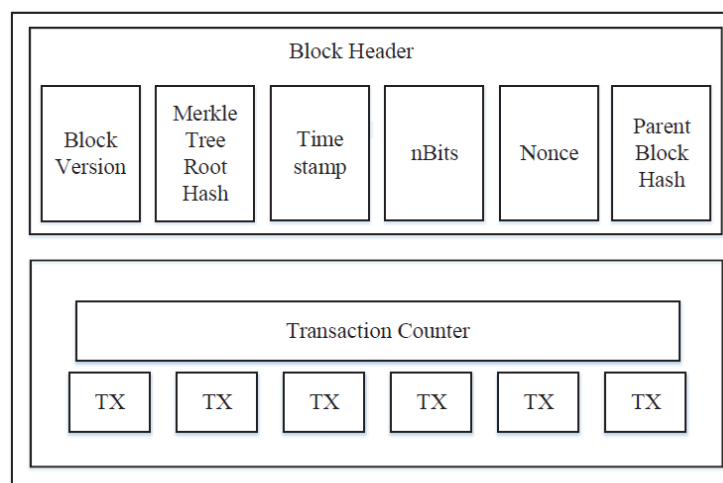 Block Header
Block
Version
Merkle
Tree
Root
Hash
Time
stamp
nBits
Nonce
Parent
Block
Hash
Transaction Counter
TX
TX
TX
TX
TX
TX